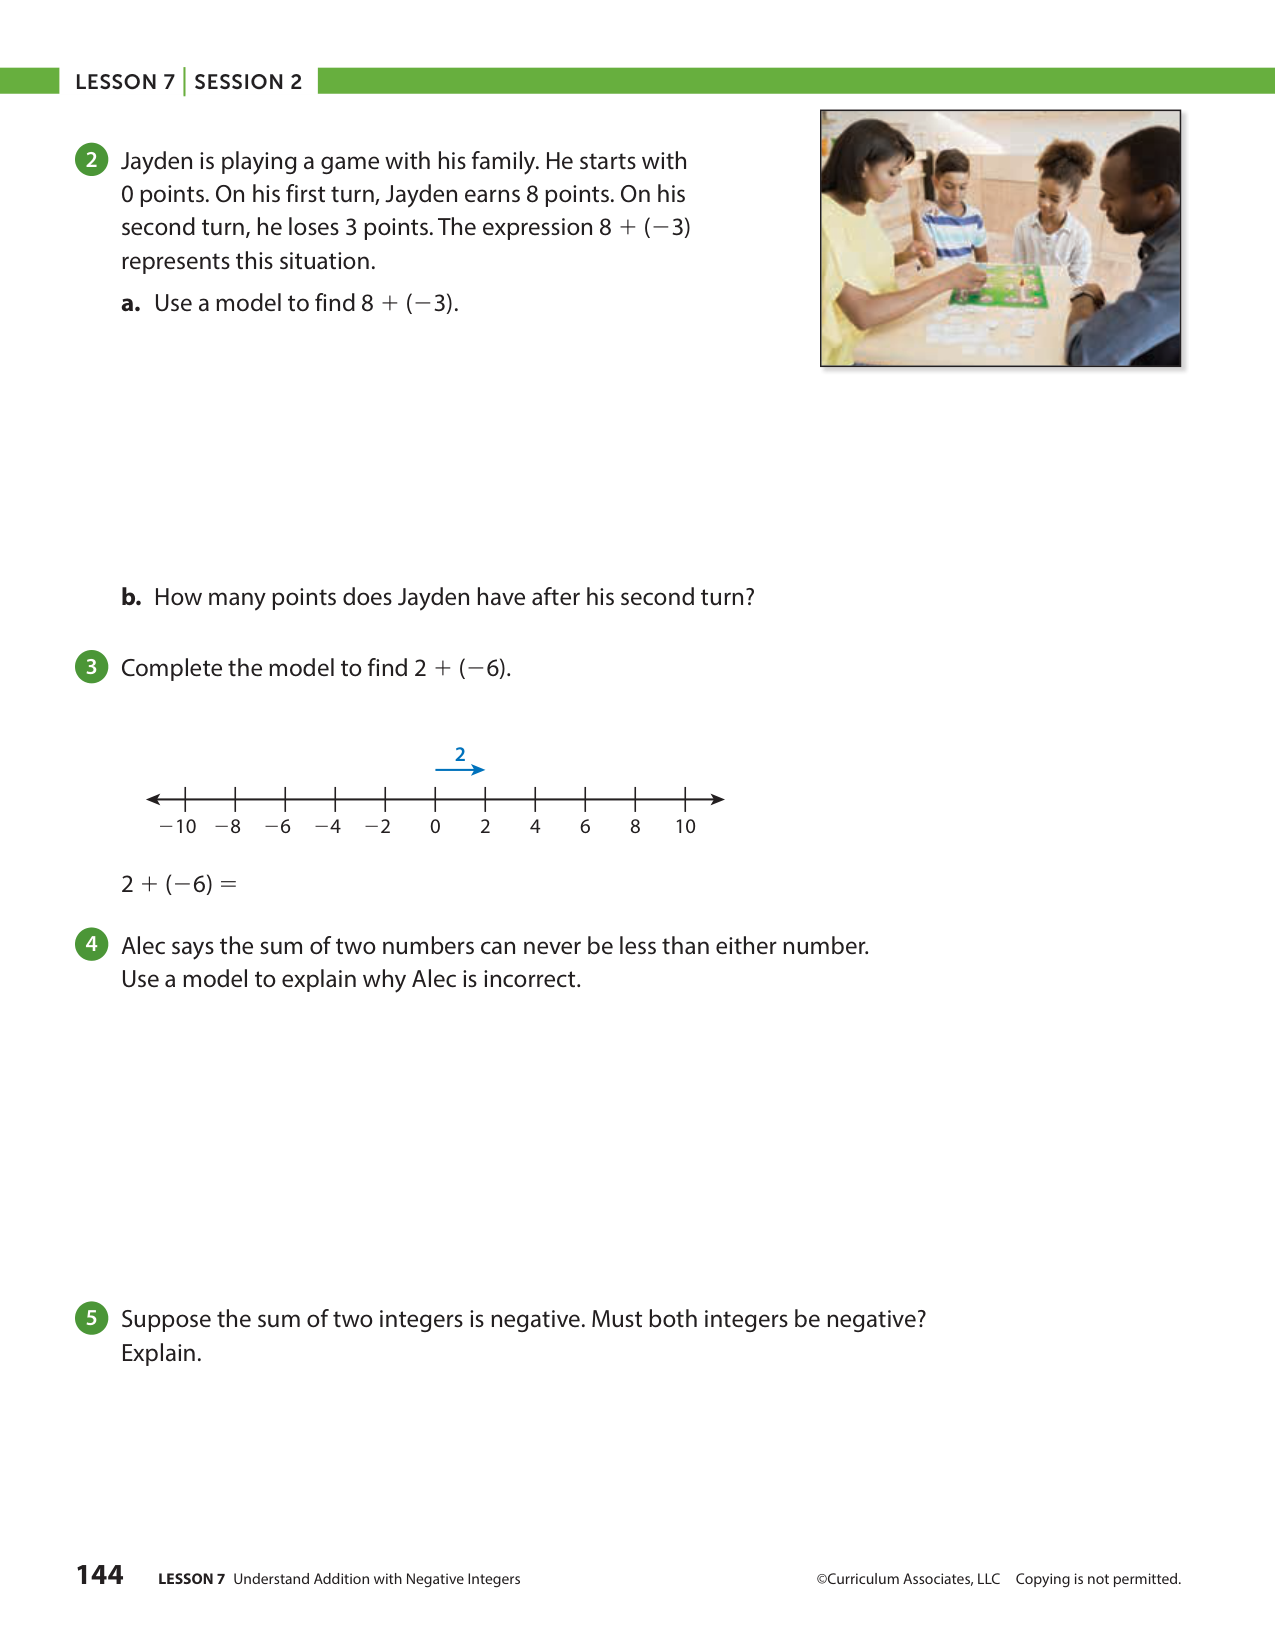 LESSON 7 | SESSION 2
2 Jayden is playing a game with his family. He starts with
0 points. On his first turn, Jayden earns 8 points. On his
second turn, he loses 3 points. The expression 8 + (−3)
represents this situation.
a. Use a model to find 8 + (−3).
b. How many points does Jayden have after his second turn?
3 Complete the model to find 2 + (−6).
2
−10 −8 −6 −4 −2 0 2 4 6 8 10
2 + (−6) =
4 Alec says the sum of two numbers can never be less than either number.
Use a model to explain why Alec is incorrect.
5 Suppose the sum of two integers is negative. Must both integers be negative?
Explain.
144 LESSON 7 Understand Addition with Negative Integers ©Curriculum Associates, LLC Copying is not permitted.